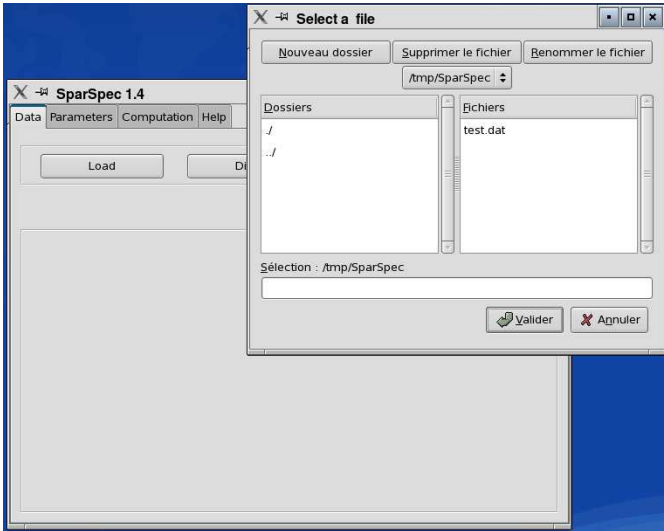 Select a file
Nouveau dossier
Supprimer le fichier
Renommer le fichier
/tmp/SparSpec
Dossiers
Fichiers
./
../
test.dat
Sélection : /tmp/SparSpec
Valider
Annuler
SparSpec 1.4
Data Parameters Computation Help
Load
Di